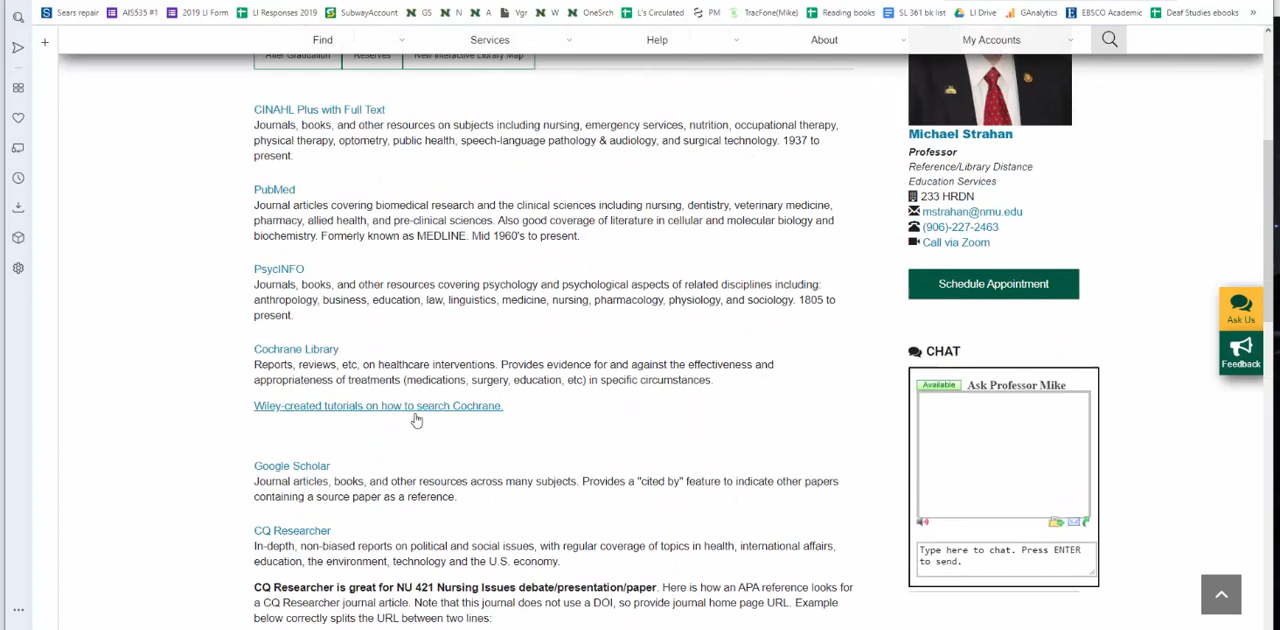 Sears repair AIS535 #1 2019 LI Form LI Responses 2019 SubwayAccount GS N A Vgr W OneSrch L's Circulated PM TracFone(Mike) Reading books SL 361 bk list LI Drive GAnalytics EBSCO Academic Deaf Studies ebooks »
Find Services Help About My Accounts
After Graduation Reserves New Interactive Library Map
CINAHL Plus with Full Text
Journals, books, and other resources on subjects including nursing, emergency services, nutrition, occupational therapy,
physical therapy, optometry, public health, speech-language pathology & audiology, and surgical technology. 1937 to
present.
PubMed
Journal articles covering biomedical research and the clinical sciences including nursing, dentistry, veterinary medicine,
pharmacy, allied health, and pre-clinical sciences. Also good coverage of literature in cellular and molecular biology and
biochemistry. Formerly known as MEDLINE. Mid 1960's to present.
PsycINFO
Journals, books, and other resources covering psychology and psychological aspects of related disciplines including:
anthropology, business, education, law, linguistics, medicine, nursing, pharmacology, physiology, and sociology. 1805 to
present.
Cochrane Library
Reports, reviews, etc, on healthcare interventions. Provides evidence for and against the effectiveness and
appropriateness of treatments (medications, surgery, education, etc) in specific circumstances.
Wiley-created tutorials on how to search Cochrane.
Google Scholar
Journal articles, books, and other resources across many subjects. Provides a "cited by" feature to indicate other papers
containing a source paper as a reference.
CQ Researcher
In-depth, non-biased reports on political and social issues, with regular coverage of topics in health, international affairs,
education, the environment, technology and the U.S. economy.
CQ Researcher is great for NU 421 Nursing Issues debate/presentation/paper. Here is how an APA reference looks for
a CQ Researcher journal article. Note that this journal does not use a DOI, so provide journal home page URL. Example
below correctly splits the URL between two lines:
Michael Strahan
Professor
Reference/Library Distance
Education Services
233 HRDN
mstrahan@nmu.edu
(906)-227-2463
Call via Zoom
Schedule Appointment
CHAT
Available Ask Professor Mike
Type here to chat. Press ENTER
to send.
Ask Us
Feedback